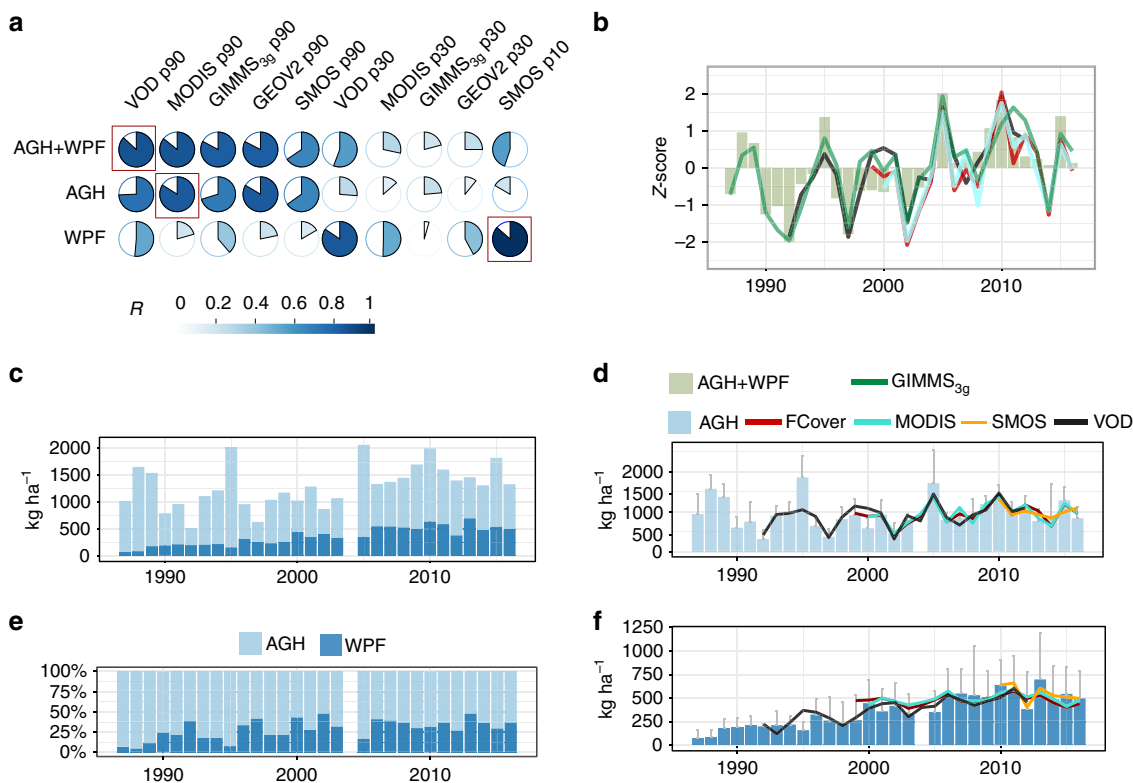 a
VOD p90
MODIS p90
GIMMS3g p90
GEOV2 p90
SMOS p90
VOD p30
MODIS p30
GIMMS3g p30
GEOV2 p30
SMOS p10
AGH+WPF
AGH
WPF
R
0 0.2 0.4 0.6 0.8 1
b
Z-score
2
1
0
−1
−2
1990 2000 2010
c
kg ha−1
2000
1500
1000
500
0
1990 2000 2010
d
AGH+WPF GIMMS3g
AGH FCover MODIS SMOS VOD
kg ha−1
2000
1500
1000
500
0
1990 2000 2010
e
AGH WPF
100%
75%
50%
25%
0%
1990 2000 2010
f
kg ha−1
1250
1000
750
500
250
0
1990 2000 2010